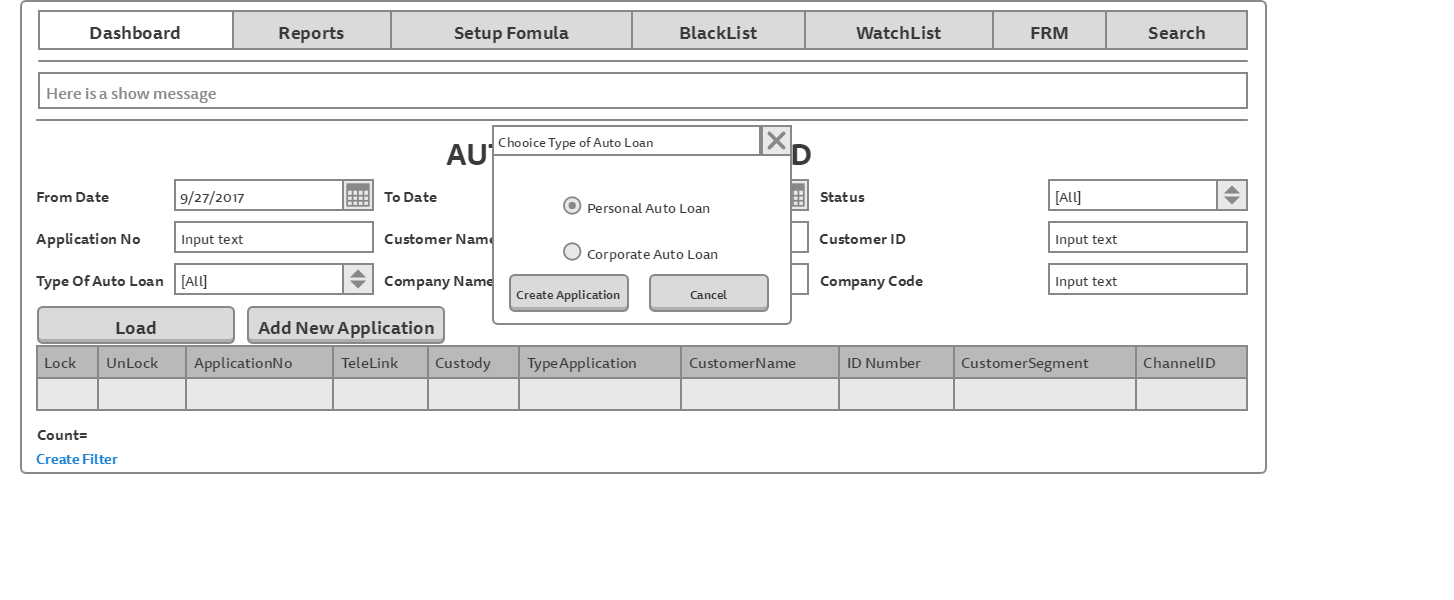 Dashboard Reports Setup Fomula BlackList WatchList FRM Search
Here is a show message
Chooice Type of Auto Loan
From Date 9/27/2017 To Date Status [All]
Personal Auto Loan
Application No Input text Customer Name Customer ID Input text
Corporate Auto Loan
Type Of Auto Loan [All] Company Name Company Code Input text
Create Application Cancel
Load Add New Application
Lock UnLock ApplicationNo TeleLink Custody TypeApplication CustomerName ID Number CustomerSegment ChannelID
Count=
Create Filter